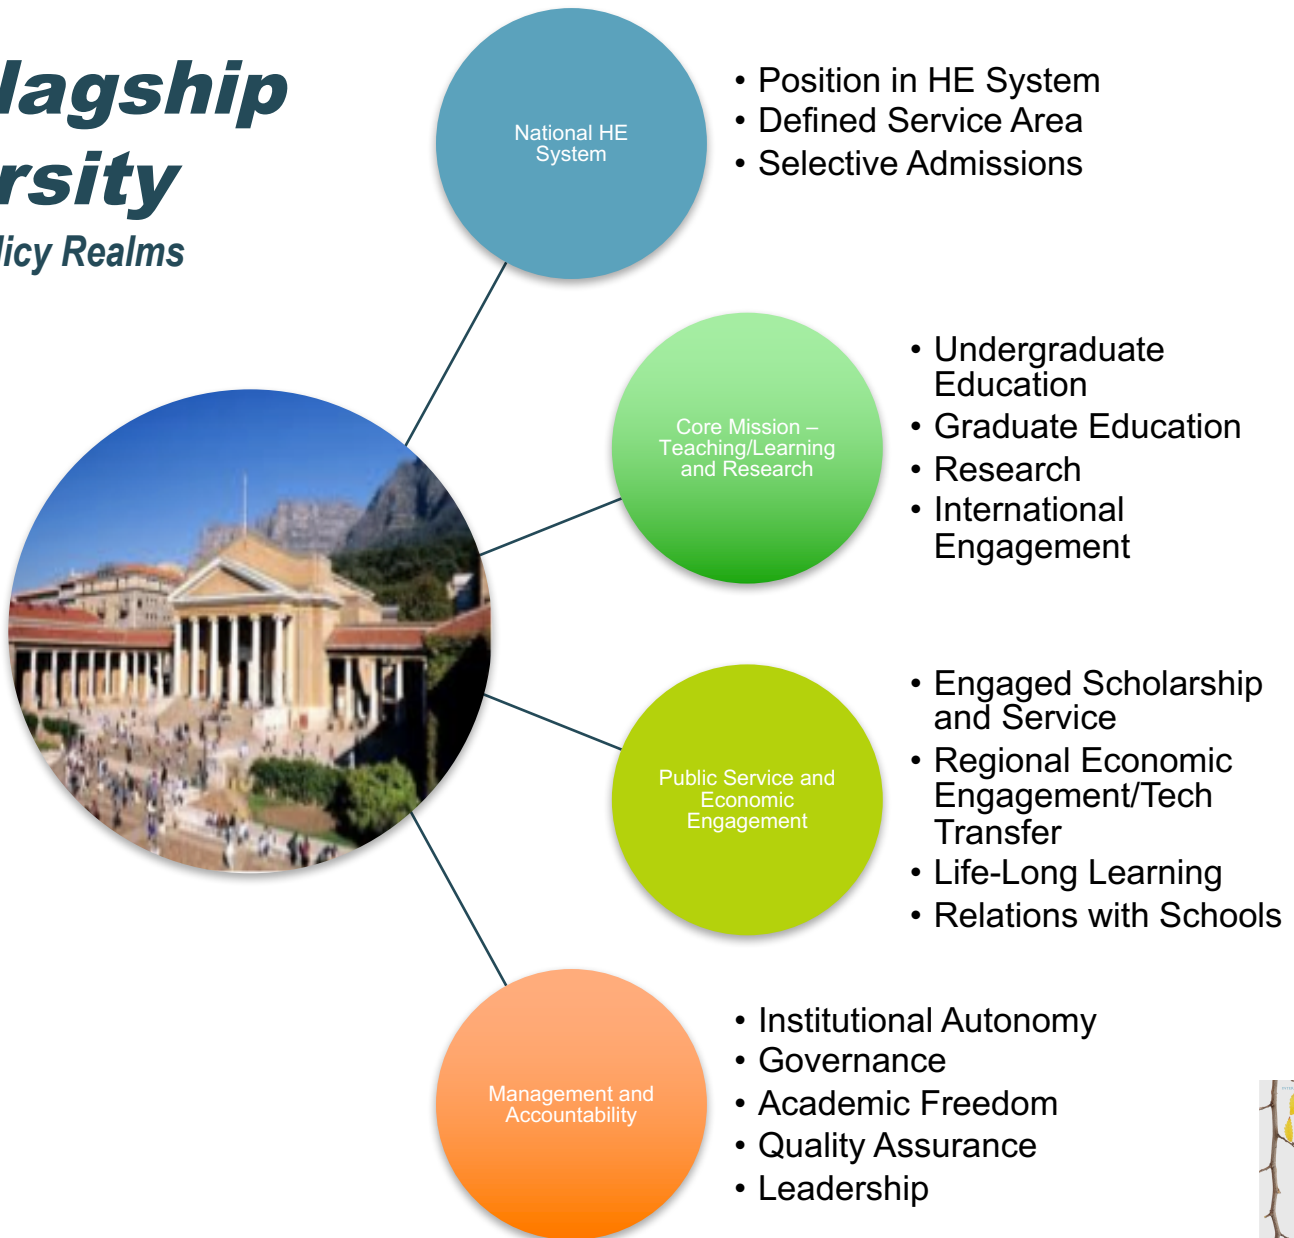 lagship
rsity
licy Realms
National HE
System
• Position in HE System
• Defined Service Area
• Selective Admissions
Core Mission –
Teaching/Learning
and Research
• Undergraduate
Education
• Graduate Education
• Research
• International
Engagement
Public Service and
Economic
Engagement
• Engaged Scholarship
and Service
• Regional Economic
Engagement/Tech
Transfer
• Life-Long Learning
• Relations with Schools
Management and
Accountability
• Institutional Autonomy
• Governance
• Academic Freedom
• Quality Assurance
• Leadership